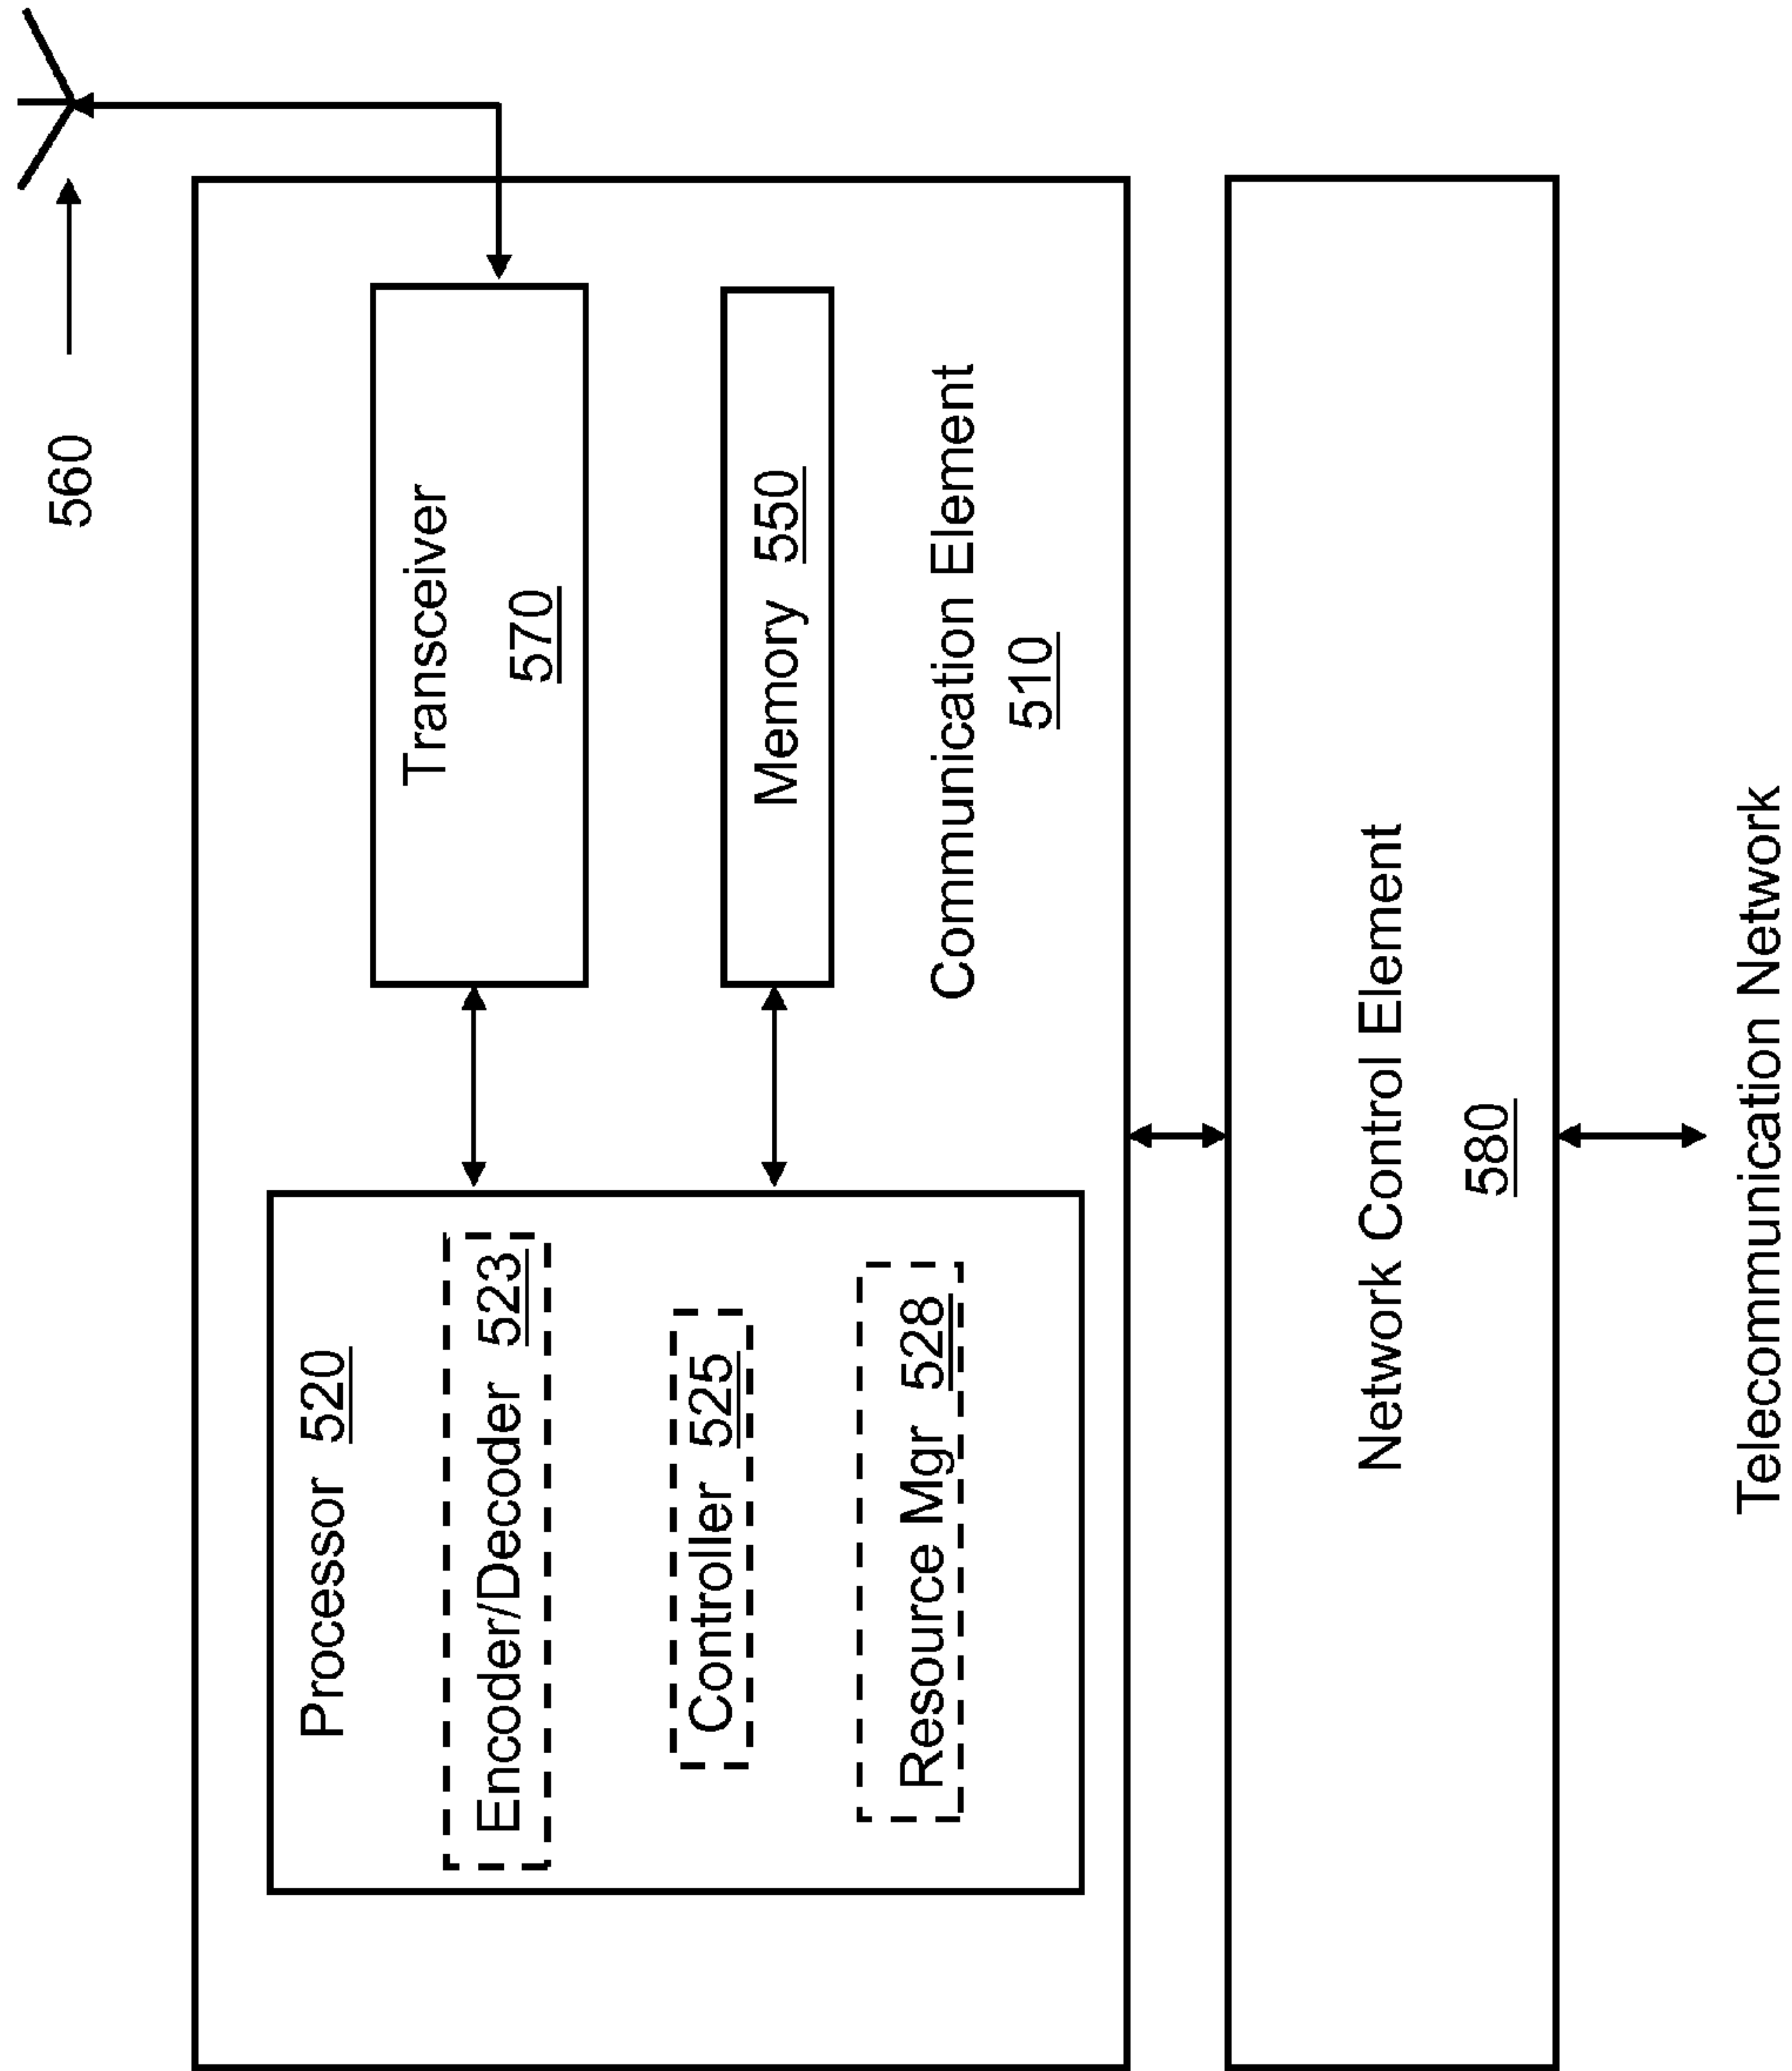 560
Processor 520
Encoder/Decoder 523
Controller 525
Resource Mgr 528
Transceiver
570
Memory 550
Communication Element
510
Network Control Element
580
Telecommunication Network